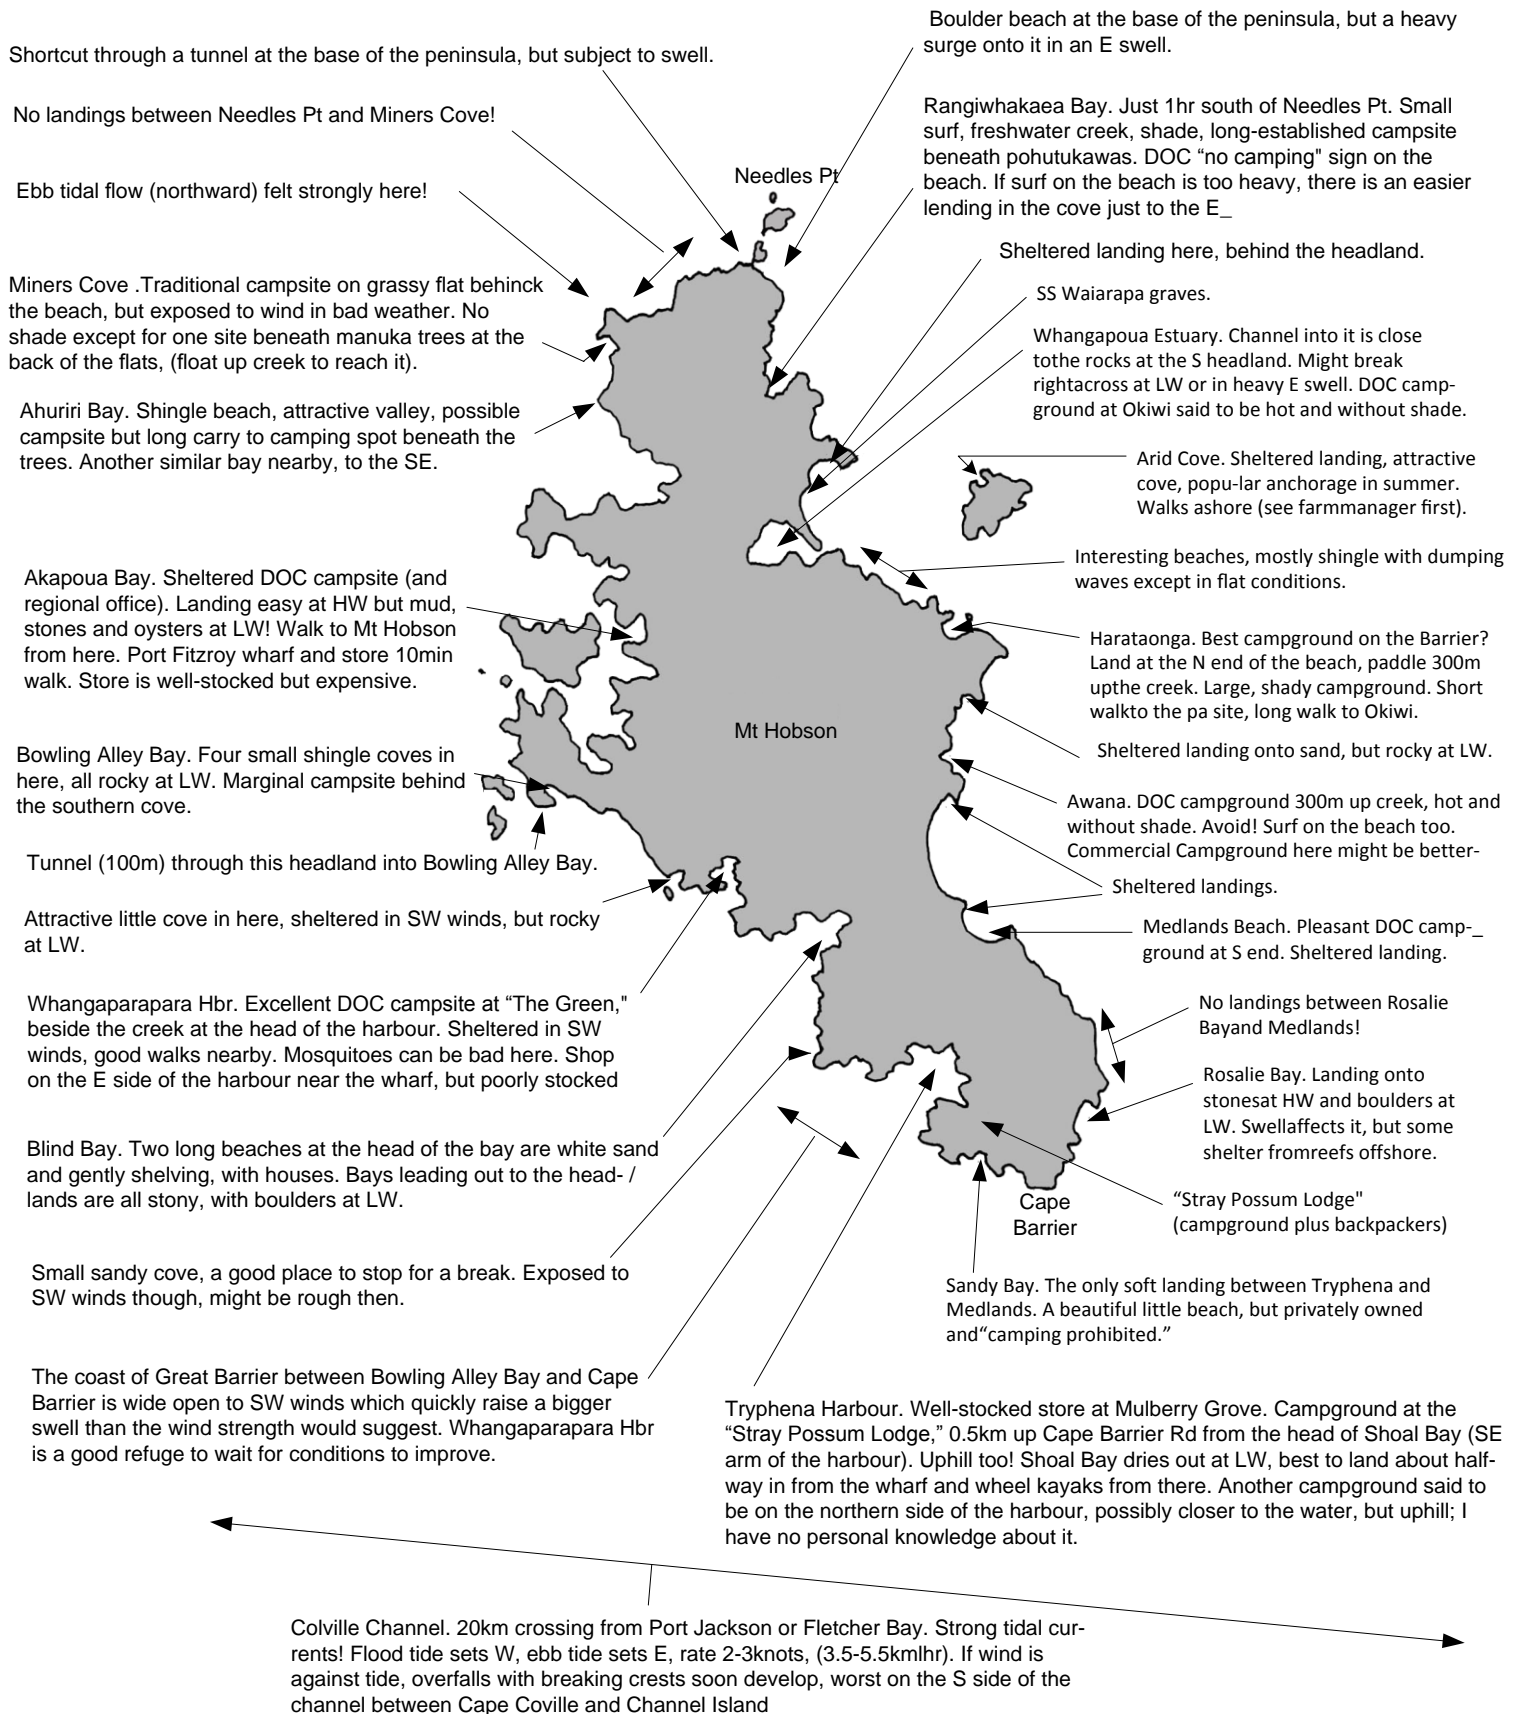 Shortcut through a tunnel at the base of the peninsula, but subject to swell.
No landings between Needles Pt and Miners Cove!
Ebb tidal flow (northward) felt strongly here!
Miners Cove .Traditional campsite on grassy flat behinck
the beach, but exposed to wind in bad weather. No
shade except for one site beneath manuka trees at the
back of the flats, (float up creek to reach it).
Ahuriri Bay. Shingle beach, attractive valley, possible
campsite but long carry to camping spot beneath the
trees. Another similar bay nearby, to the SE.
Akapoua Bay. Sheltered DOC campsite (and
regional office). Landing easy at HW but mud,
stones and oysters at LW! Walk to Mt Hobson
from here. Port Fitzroy wharf and store 10min
walk. Store is well-stocked but expensive.
Bowling Alley Bay. Four small shingle coves in
here, all rocky at LW. Marginal campsite behind
the southern cove.
Tunnel (100m) through this headland into Bowling Alley Bay.
Attractive little cove in here, sheltered in SW winds, but rocky
at LW.
Whangaparapara Hbr. Excellent DOC campsite at “The Green,"
beside the creek at the head of the harbour. Sheltered in SW
winds, good walks nearby. Mosquitoes can be bad here. Shop
on the E side of the harbour near the wharf, but poorly stocked
Blind Bay. Two long beaches at the head of the bay are white sand
and gently shelving, with houses. Bays leading out to the head- /
lands are all stony, with boulders at LW.
Small sandy cove, a good place to stop for a break. Exposed to
SW winds though, might be rough then.
The coast of Great Barrier between Bowling Alley Bay and Cape
Barrier is wide open to SW winds which quickly raise a bigger
swell than the wind strength would suggest. Whangaparapara Hbr
is a good refuge to wait for conditions to improve.
Needles Pt
Mt Hobson
Cape
Barrier
Boulder beach at the base of the peninsula, but a heavy
surge onto it in an E swell.
Rangiwhakaea Bay. Just 1hr south of Needles Pt. Small
surf, freshwater creek, shade, long-established campsite
beneath pohutukawas. DOC “no camping" sign on the
beach. If surf on the beach is too heavy, there is an easier
lending in the cove just to the E_
Sheltered landing here, behind the headland.
SS Waiarapa graves.
Whangapoua Estuary. Channel into it is close
tothe rocks at the S headland. Might break
rightacross at LW or in heavy E swell. DOC camp-
ground at Okiwi said to be hot and without shade.
Arid Cove. Sheltered landing, attractive
cove, popu-lar anchorage in summer.
Walks ashore (see farmmanager first).
Interesting beaches, mostly shingle with dumping
waves except in flat conditions.
Harataonga. Best campground on the Barrier?
Land at the N end of the beach, paddle 300m
upthe creek. Large, shady campground. Short
walkto the pa site, long walk to Okiwi.
Sheltered landing onto sand, but rocky at LW.
Awana. DOC campground 300m up creek, hot and
without shade. Avoid! Surf on the beach too.
Commercial Campground here might be better-
Sheltered landings.
Medlands Beach. Pleasant DOC camp-_
ground at S end. Sheltered landing.
No landings between Rosalie
Bayand Medlands!
Rosalie Bay. Landing onto
stonesat HW and boulders at
LW. Swellaffects it, but some
shelter fromreefs offshore.
“Stray Possum Lodge"
(campground plus backpackers)
Sandy Bay. The only soft landing between Tryphena and
Medlands. A beautiful little beach, but privately owned
and“camping prohibited.”
Tryphena Harbour. Well-stocked store at Mulberry Grove. Campground at the
“Stray Possum Lodge,” 0.5km up Cape Barrier Rd from the head of Shoal Bay (SE
arm of the harbour). Uphill too! Shoal Bay dries out at LW, best to land about half-
way in from the wharf and wheel kayaks from there. Another campground said to
be on the northern side of the harbour, possibly closer to the water, but uphill; I
have no personal knowledge about it.
Colville Channel. 20km crossing from Port Jackson or Fletcher Bay. Strong tidal cur-
rents! Flood tide sets W, ebb tide sets E, rate 2-3knots, (3.5-5.5kmlhr). If wind is
against tide, overfalls with breaking crests soon develop, worst on the S side of the
channel between Cape Coville and Channel Island